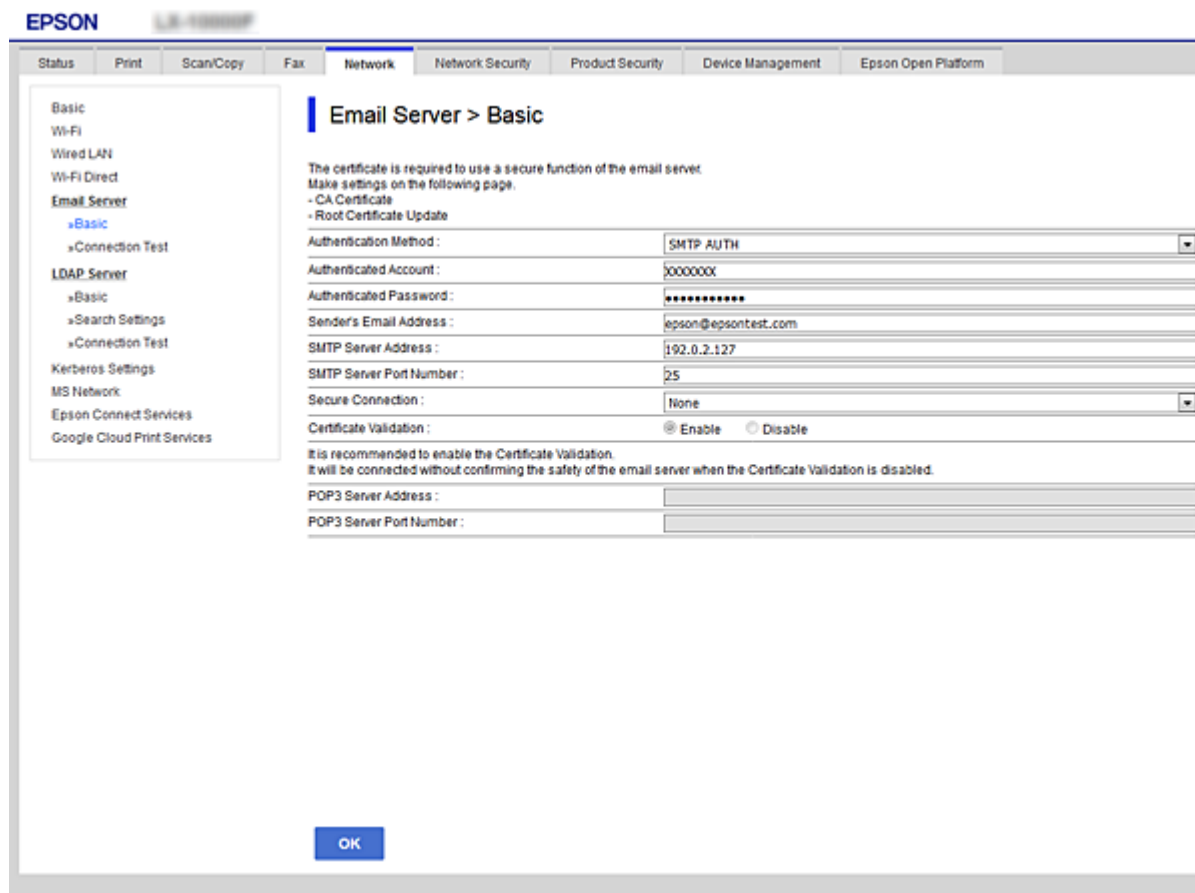 EPSON
Status Print Scan/Copy Fax Network Network Security Product Security Device Management Epson Open Platform
Basic
Wi-Fi
Wired LAN
Wi-Fi Direct
Email Server
»Basic
»Connection Test
LDAP Server
»Basic
»Search Settings
»Connection Test
Kerberos Settings
MS Network
Epson Connect Services
Google Cloud Print Services
Email Server > Basic
The certificate is required to use a secure function of the email server.
Make settings on the following page.
- CA Certificate
- Root Certificate Update
Authentication Method : SMTP AUTH
Authenticated Account : XXXXXXX
Authenticated Password : •••••••••••
Sender's Email Address : epson@epsontest.com
SMTP Server Address : 192.0.2.127
SMTP Server Port Number : 25
Secure Connection : None
Certificate Validation : Enable Disable
It is recommended to enable the Certificate Validation.
It will be connected without confirming the safety of the email server when the Certificate Validation is disabled.
POP3 Server Address :
POP3 Server Port Number :
OK